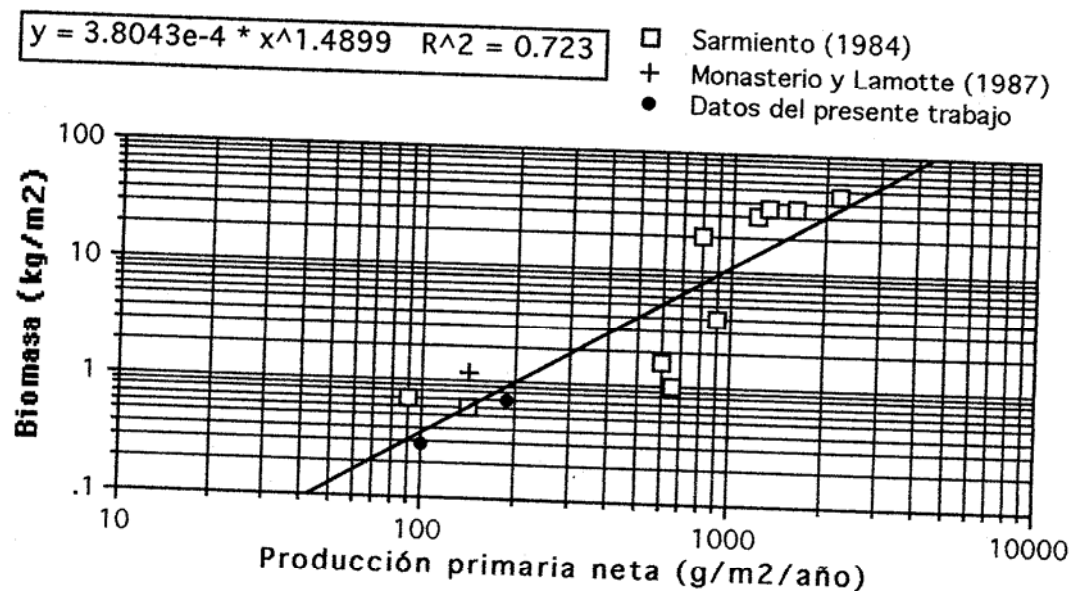 y = 3.8043e-4 * x^1.4899 R^2 = 0.723
Sarmiento (1984)
Monasterio y Lamotte (1987)
Datos del presente trabajo
100
10
1
.1
Biomasa (kg/m2)
10 100 1000 10000
Producción primaria neta (g/m2/año)